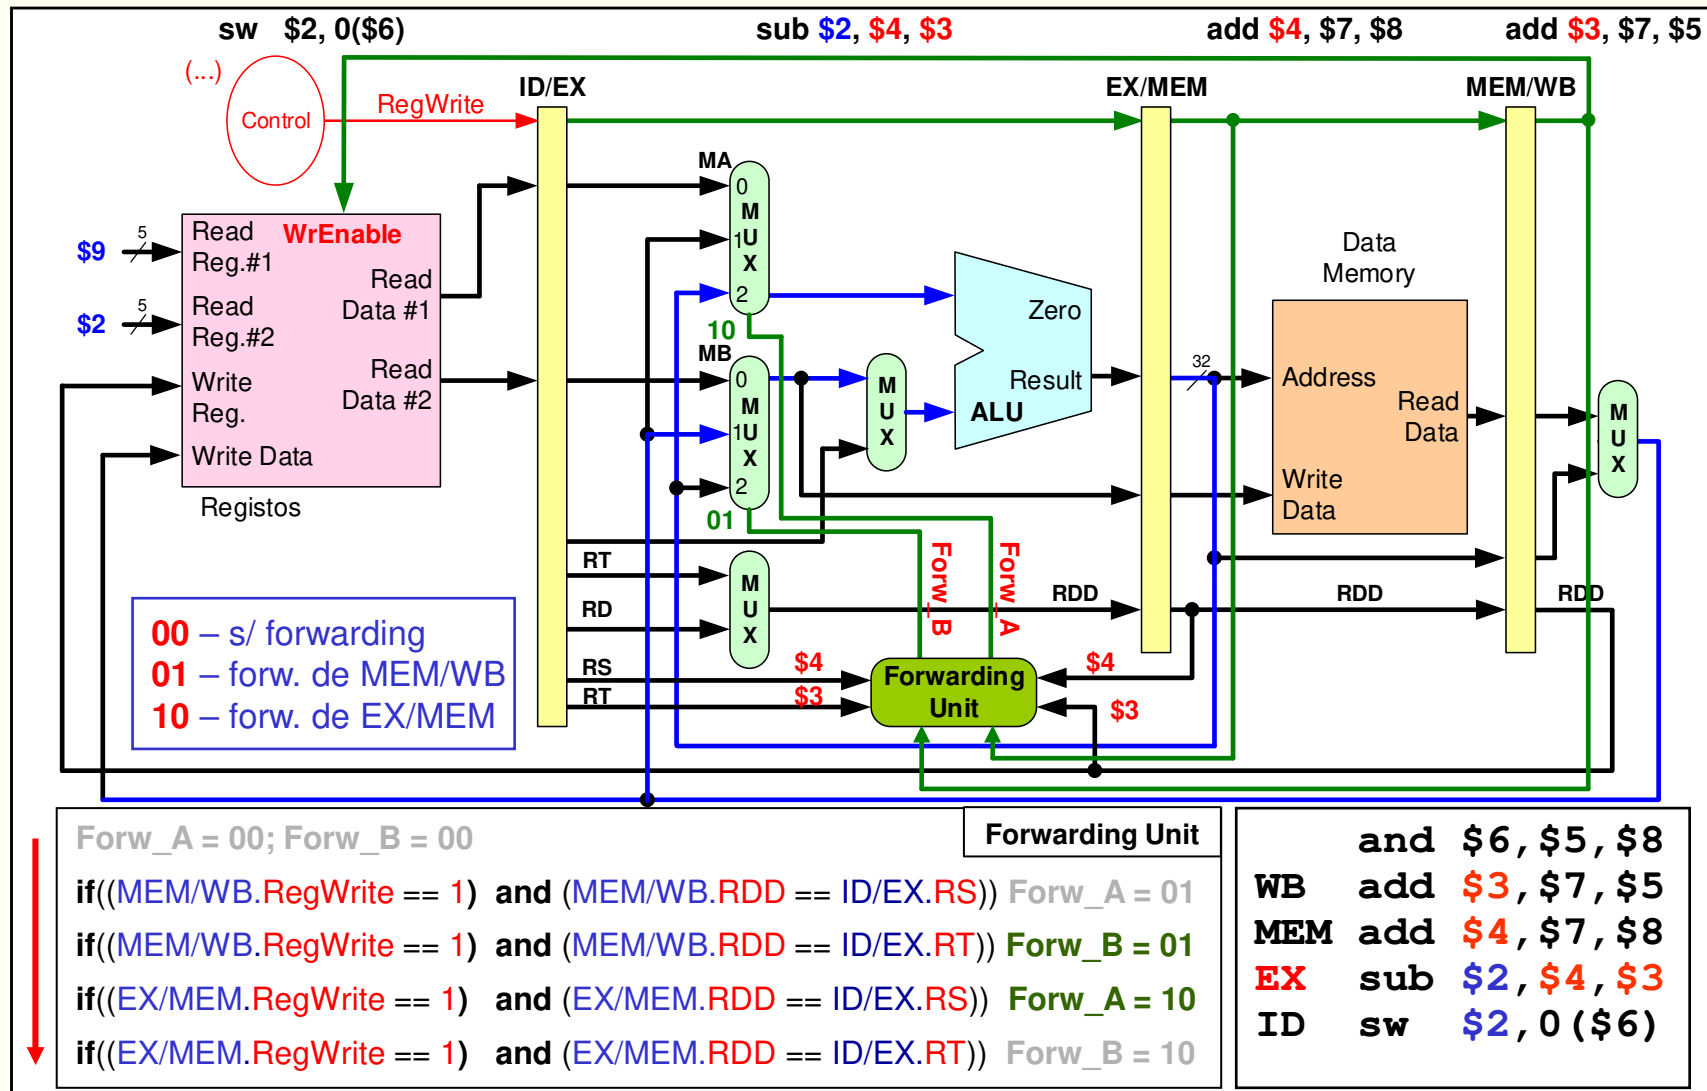 sw $2, 0($6)
sub $2, $4, $3
add $4, $7, $8
add $3, $7, $5
(...)
Control
RegWrite
ID/EX
EX/MEM
MEM/WB
MA
0
M
1U
X
2
10
WrEnable
Read
Reg.#1
$9
5
Read
Reg.#2
$2
5
Read
Data #1
Read
Data #2
Write
Reg.
Write Data
Registos
MB
0
M
1U
X
2
01
M
U
X
Zero
Result
ALU
32
Data
Memory
Address
Read
Data
Write
Data
M
U
X
RT
RD
M
U
X
RDD
RDD
RDD
Forw_B
Forw_A
RS
RT
$4
$3
Forwarding
Unit
$4
$3
00 – s/ forwarding
01 – forw. de MEM/WB
10 – forw. de EX/MEM
Forwarding Unit
Forw_A = 00; Forw_B = 00
if((MEM/WB.RegWrite == 1) and (MEM/WB.RDD == ID/EX.RS)) Forw_A = 01
if((MEM/WB.RegWrite == 1) and (MEM/WB.RDD == ID/EX.RT)) Forw_B = 01
if((EX/MEM.RegWrite == 1) and (EX/MEM.RDD == ID/EX.RS)) Forw_A = 10
if((EX/MEM.RegWrite == 1) and (EX/MEM.RDD == ID/EX.RT)) Forw_B = 10
and $6,$5,$8
WB add $3,$7,$5
MEM add $4,$7,$8
EX sub $2,$4,$3
ID sw $2,0($6)